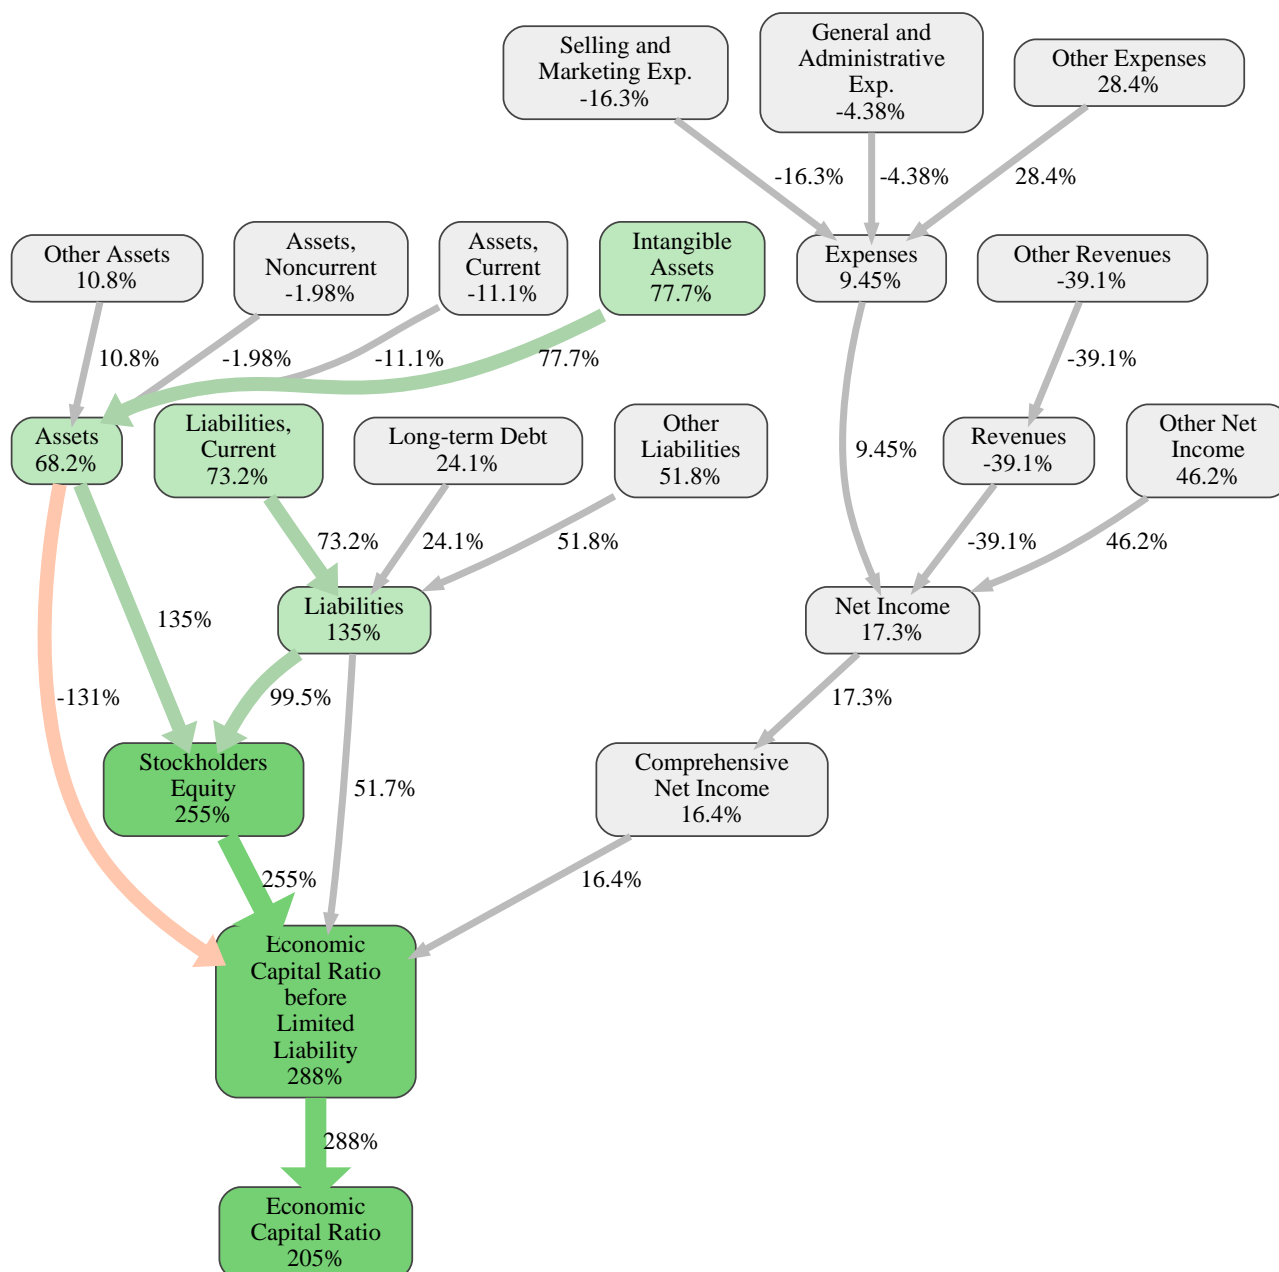 Selling and
Marketing Exp.
-16.3%
General and
Administrative
Exp.
-4.38%
Other Expenses
28.4%
-16.3%
-4.38%
28.4%
Other Assets
10.8%
Assets,
Noncurrent
-1.98%
Assets,
Current
-11.1%
Intangible
Assets
77.7%
Expenses
9.45%
Other Revenues
-39.1%
10.8%
-1.98%
-11.1%
77.7%
-39.1%
Assets
68.2%
Liabilities,
Current
73.2%
Long-term Debt
24.1%
Other
Liabilities
51.8%
9.45%
Revenues
-39.1%
Other Net
Income
46.2%
73.2%
24.1%
51.8%
-39.1%
46.2%
135%
Liabilities
135%
Net Income
17.3%
-131%
99.5%
17.3%
Stockholders
Equity
255%
51.7%
Comprehensive
Net Income
16.4%
255%
16.4%
Economic
Capital Ratio
before
Limited
Liability
288%
288%
Economic
Capital Ratio
205%